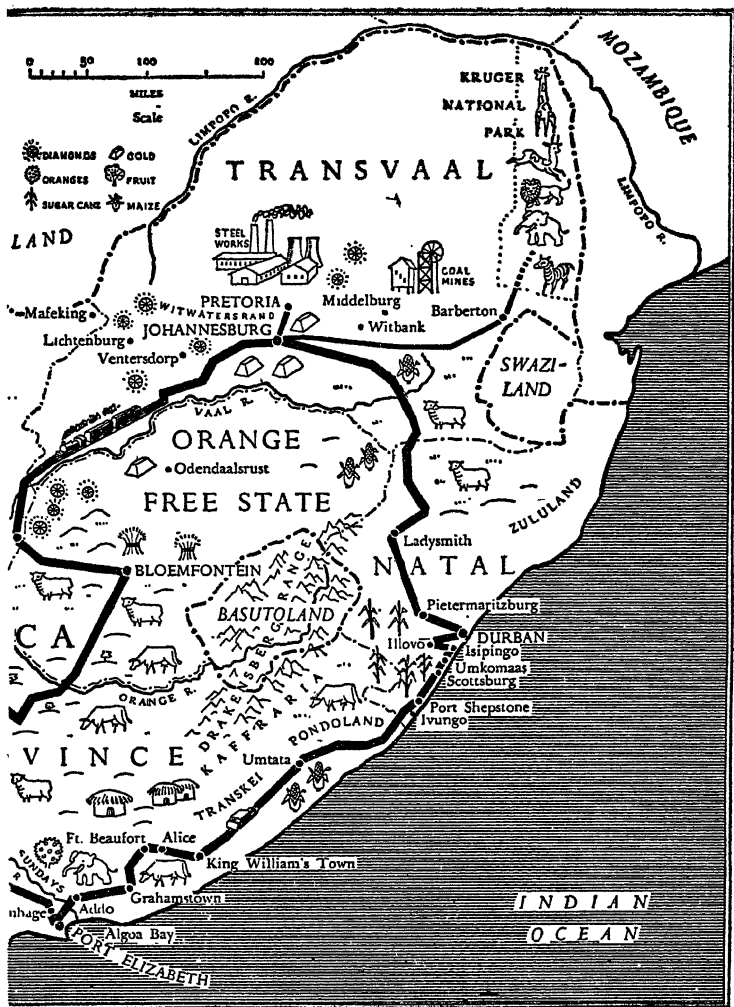 0 50 100 200
MILES
Scale
DIAMONDS GOLD
ORANGES FRUIT
SUGAR CANE MAIZE
LAND
LIMPOPO R.
MOZAMBIQUE
KRUGER
NATIONAL
PARK
TRANSVAAL
LIMPOPO R.
STEEL
WORKS
COAL
MINES
PRETORIA
Middelburg
Mafeking
WITWATERSRAND
JOHANNESBURG
Witbank
Barberton
Lichtenburg
Ventersdorp
SWAZI-
LAND
VAAL R.
ORANGE
Odendaalsrust
FREE STATE
ZULULAND
Ladysmith
NATAL
BLOEMFONTEIN
BASUTOLAND
DRAKENSBERG RANGE
Pietermaritzburg
CA
DURBAN
Illovo
Isipingo
Umkomaas
Scottsburg
ORANGE R.
Port Shepstone
Ivungo
KAFFRARIA
PONDOLAND
VINCE
Umtata
TRANSKEI
Ft. Beaufort
Alice
King William's Town
SUNDAYS
R
Grahamstown
nhage
Addo
Algoa Bay
PORT ELIZABETH
INDIAN
OCEAN